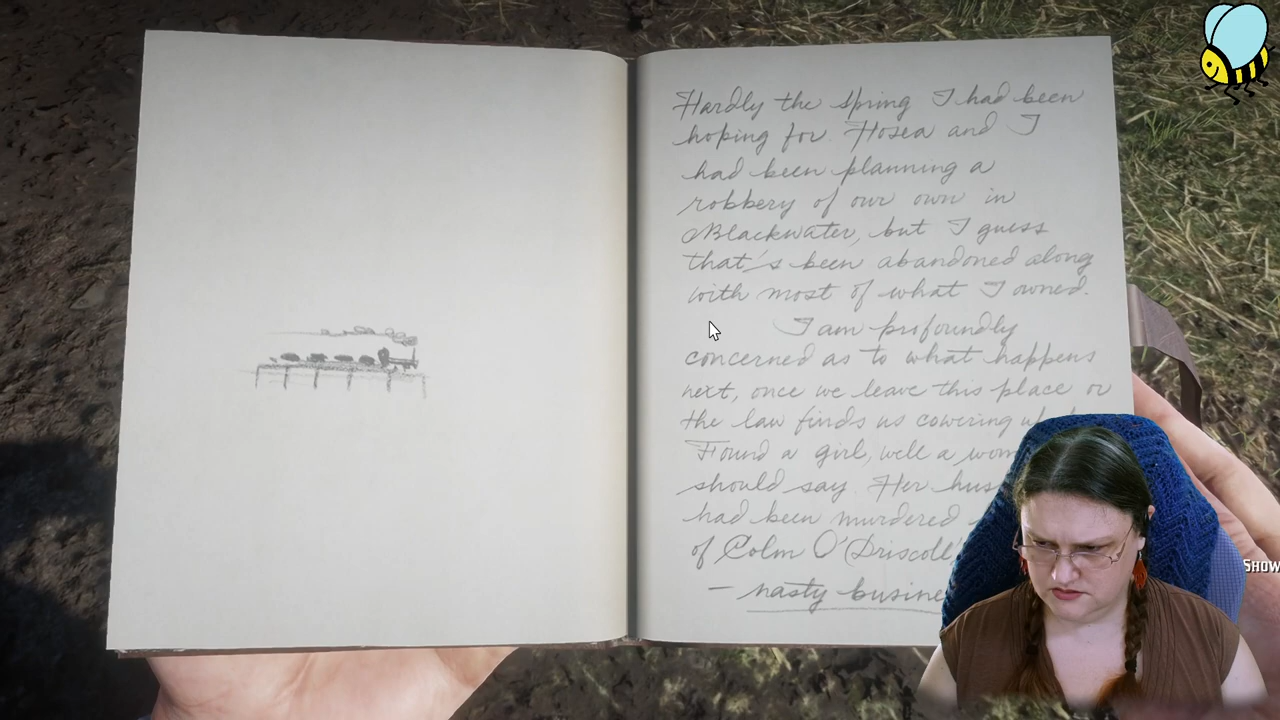 Hardly the spring I had been
hoping for. Hosea and I
had been planning a
robbery of our own in
Blackwater, but I guess
that's been abandoned along
with most of what I owned.
I am profoundly
concerned as to what happens
next, once we leave this place or
the law finds us cowering
Found a girl, well a
should say. Her
had been murdered
of Colm O'Driscoll
- nasty
SHOW